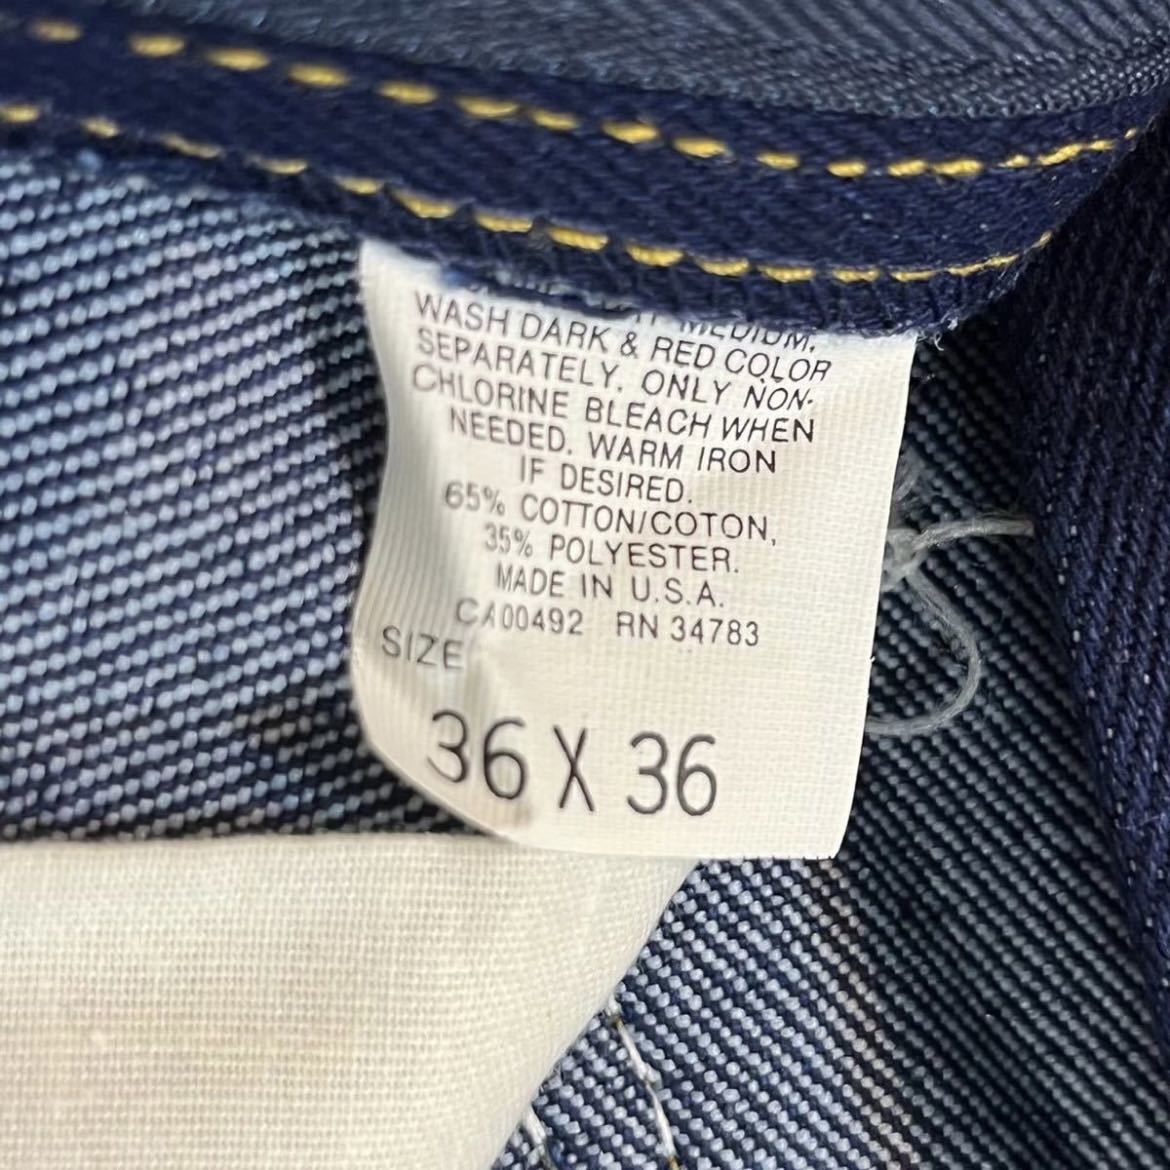 MEDIUM.
WASH DARK & RED COLOR
SEPARATELY. ONLY NON-
CHLORINE BLEACH WHEN
NEEDED. WARM IRON
IF DESIRED.
65% COTTON/COTON,
35% POLYESTER.
MADE IN U.S.A.
CA00492 RN 34783
SIZE
36 X 36